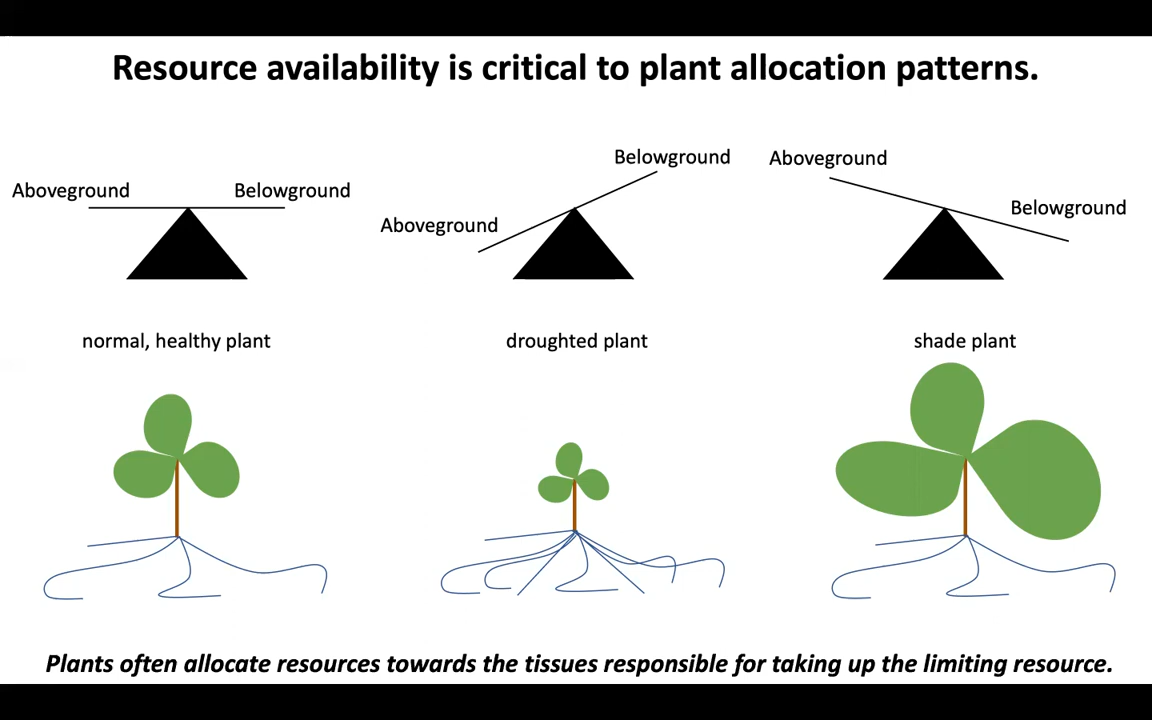 Resource availability is critical to plant allocation patterns.
Aboveground
Belowground
Aboveground
Belowground
Aboveground
Belowground
normal, healthy plant
droughted plant
shade plant
Plants often allocate resources towards the tissues responsible for taking up the limiting resource.